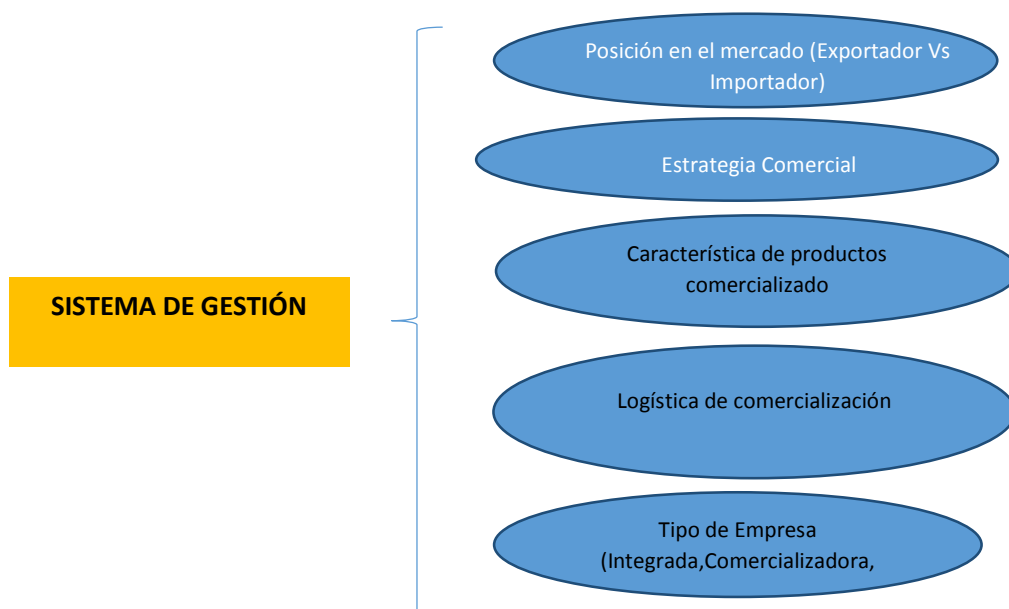 Posición en el mercado (Exportador Vs
Importador)
Estrategia Comercial
Característica de productos
comercializado
SISTEMA DE GESTIÓN
Logística de comercialización
Tipo de Empresa
(Integrada,Comercializadora,